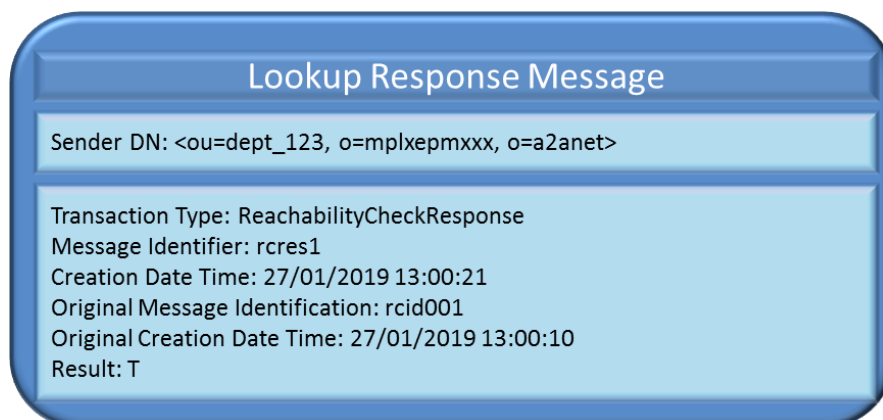 Lookup Response Message
Sender DN: <ou=dept_123, o=mplxepmxxx, o=a2anet>
Transaction Type: ReachabilityCheckResponse
Message Identifier: rcres1
Creation Date Time: 27/01/2019 13:00:21
Original Message Identification: rcid001
Original Creation Date Time: 27/01/2019 13:00:10
Result: T